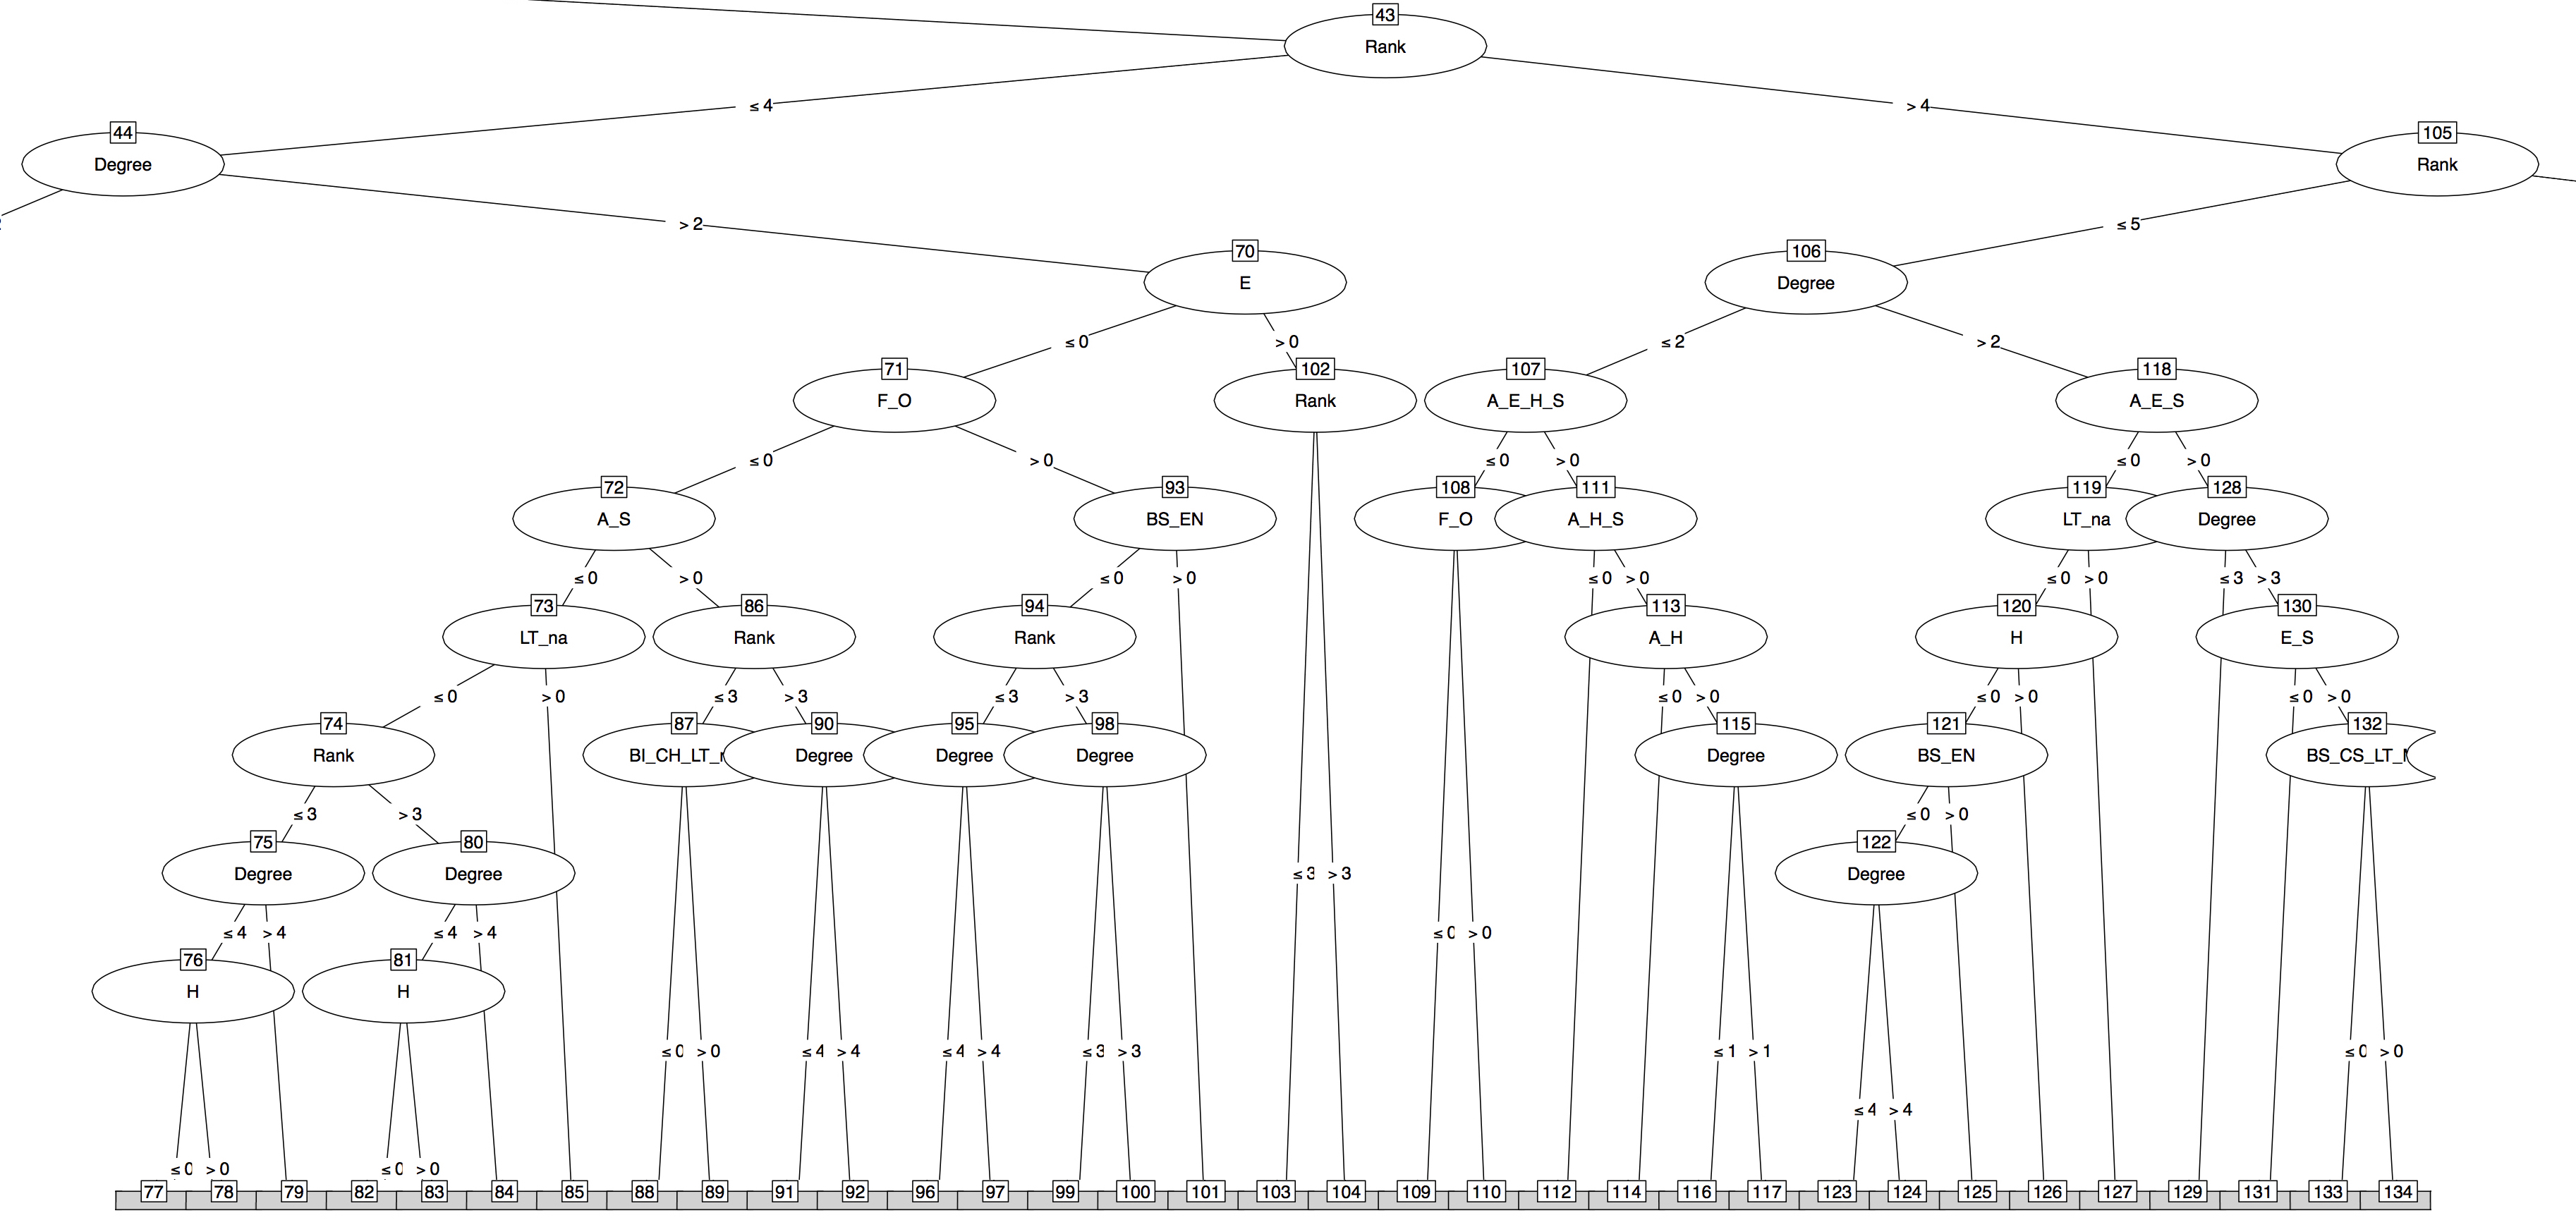 43
Rank
≤ 4
> 4
44
Degree
105
Rank
> 2
≤ 5
70
E
106
Degree
≤ 0
> 0
≤ 2
> 2
71
F_O
102
Rank
107
A_E_H_S
118
A_E_S
≤ 0
> 0
≤ 0
> 0
≤ 0
> 0
72
A_S
93
BS_EN
108
F_O
111
A_H_S
119
LT_na
128
Degree
≤ 0
> 0
≤ 0
> 0
≤ 0
> 0
≤ 0
> 0
≤ 3
> 3
73
LT_na
86
Rank
94
Rank
113
A_H
120
H
130
E_S
≤ 0
> 0
≤ 3
> 3
≤ 3
> 3
≤ 0
> 0
≤ 0
> 0
≤ 0
> 0
74
Rank
87
BI_CH_LT_
90
Degree
95
Degree
98
Degree
115
Degree
121
BS_EN
132
BS_CS_LT_
≤ 3
> 3
≤ 0
> 0
75
Degree
80
Degree
≤ 3
> 3
122
Degree
≤ 4
> 4
≤ 4
> 4
≤ 0
> 0
76
H
81
H
≤ 0
> 0
≤ 4
> 4
≤ 4
> 4
≤ 3
> 3
≤ 1
> 1
≤ 0
> 0
≤ 4
> 4
≤ 0
> 0
≤ 0
> 0
77 78 79 82 83 84 85 88 89 91 92 96 97 99 100 101 103 104 109 110 112 114 116 117 123 124 125 126 127 129 131 133 134